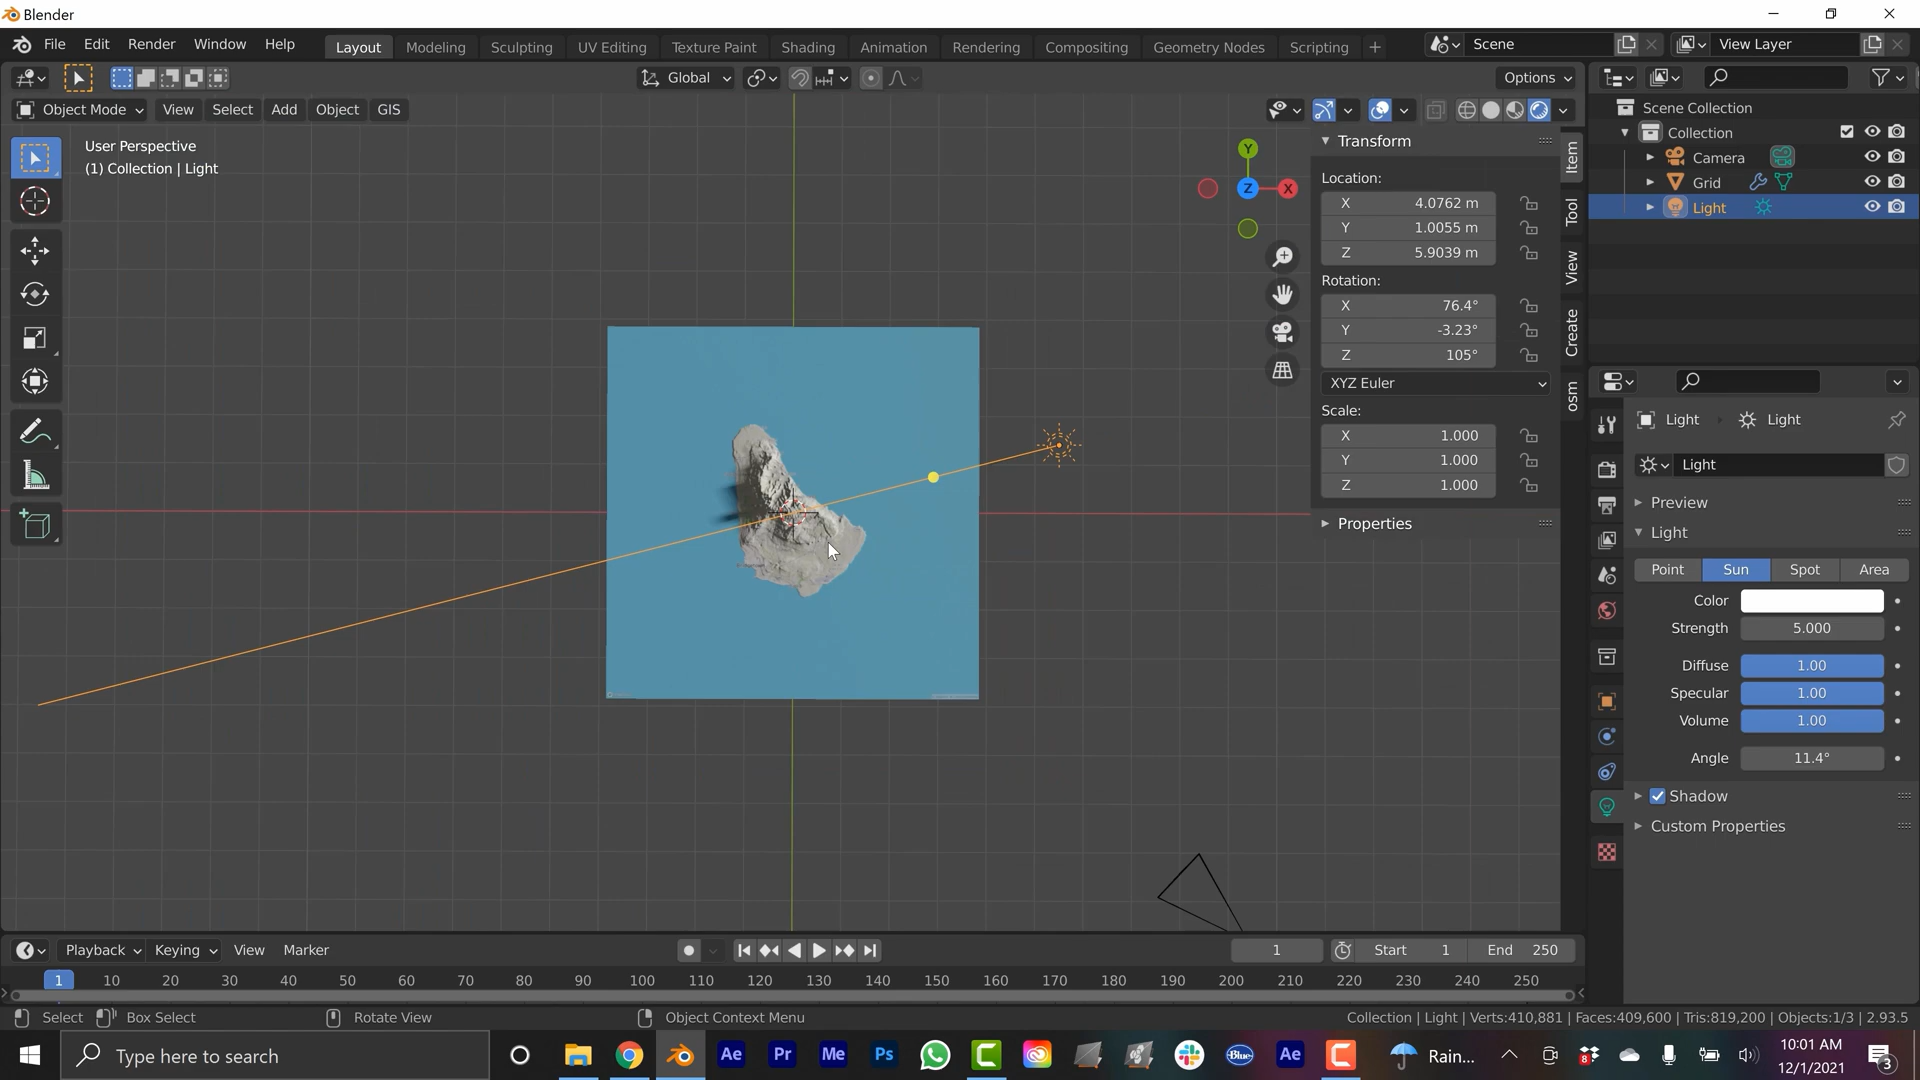 Blender
File Edit Render Window Help Layout Modeling Sculpting UV Editing Texture Paint Shading Animation Rendering Compositing Geometry Nodes Scripting + Scene View Layer
Global Options
Object Mode View Select Add Object GIS
User Perspective
(1) Collection | Light
Y
Z
X
Transform
Location:
X 4.0762 m
Y 1.0055 m
Z 5.9039 m
Rotation:
X 76.4°
Y -3.23°
Z 105°
XYZ Euler
Scale:
X 1.000
Y 1.000
Z 1.000
Properties
Item
Tool
View
Create
osm
Scene Collection
Collection
Camera
Grid
Light
Light Light
Light
Preview
Light
Point Sun Spot Area
Color
Strength 5.000
Diffuse 1.00
Specular 1.00
Volume 1.00
Angle 11.4°
Shadow
Custom Properties
Playback Keying View Marker 1 Start 1 End 250
1 10 20 30 40 50 60 70 80 90 100 110 120 130 140 150 160 170 180 190 200 210 220 230 240 250
Select Box Select Rotate View Object Context Menu Collection | Light | Verts:410,881 | Faces:409,600 | Tris:819,200 | Objects:1/3 | 2.93.5
Type here to search Ae Pr Me Ps Blue Ae Rain... 8 10:01 AM
12/1/2021 3